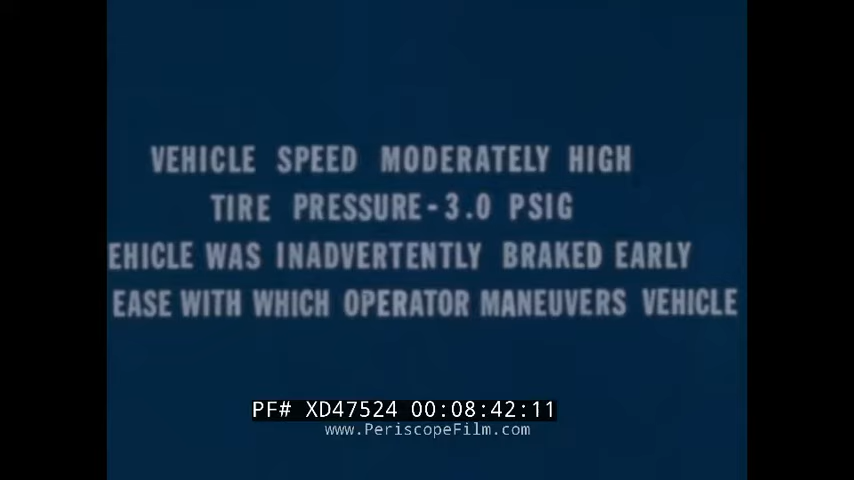 VEHICLE SPEED MODERATELY HIGH
TIRE PRESSURE-3.0 PSIG
EHICLE WAS INADVERTENTLY BRAKED EARLY
EASE WITH WHICH OPERATOR MANEUVERS VEHICLE
PF# XD47524 00:08:42:11
www.PeriscopeFilm.com